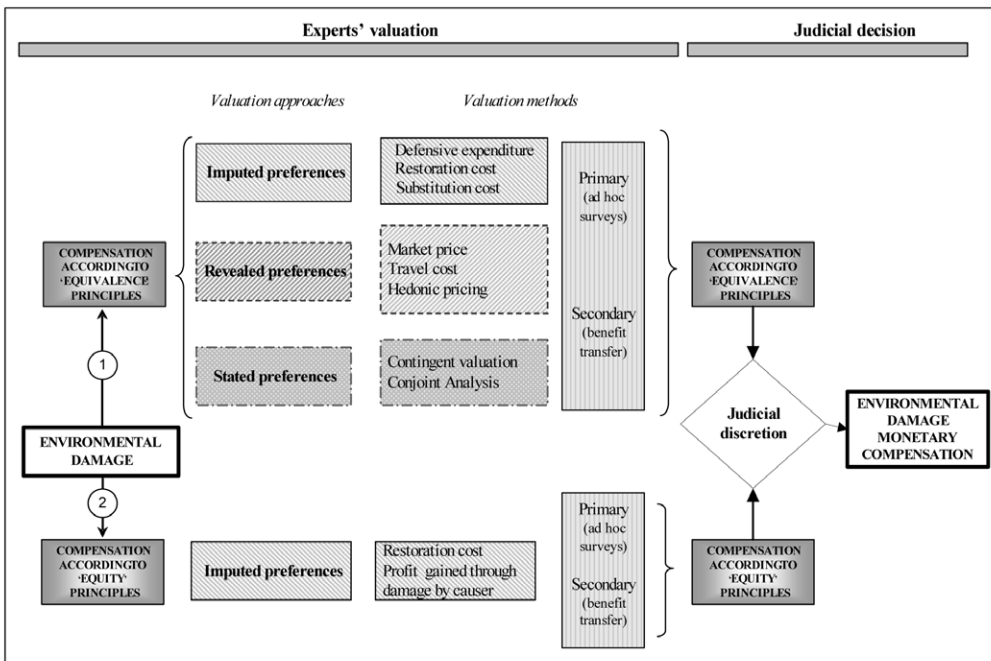 Experts’ valuation
Judicial decision
Valuation approaches
Valuation methods
COMPENSATION
ACCORDINGTO
‘EQUIVALENCE’
PRINCIPLES
1
ENVIRONMENTAL
DAMAGE
2
COMPENSATION
ACCORDINGTO
‘EQUITY’
PRINCIPLES
Imputed preferences
Revealed preferences
Stated preferences
Imputed preferences
Defensive expenditure
Restoration cost
Substitution cost
Market price
Travel cost
Hedonic pricing
Contingent valuation
Conjoint Analysis
Restoration cost
Profit gained through
damage by causer
Primary
(ad hoc
surveys)
Secondary
(benefit
transfer)
Primary
(ad hoc
surveys)
Secondary
(benefit
transfer)
COMPENSATION
ACCORDINGTO
‘EQUIVALENCE’
PRINCIPLES
Judicial
discretion
COMPENSATION
ACCORDINGTO
‘EQUITY’
PRINCIPLES
ENVIRONMENTAL
DAMAGE
MONETARY
COMPENSATION